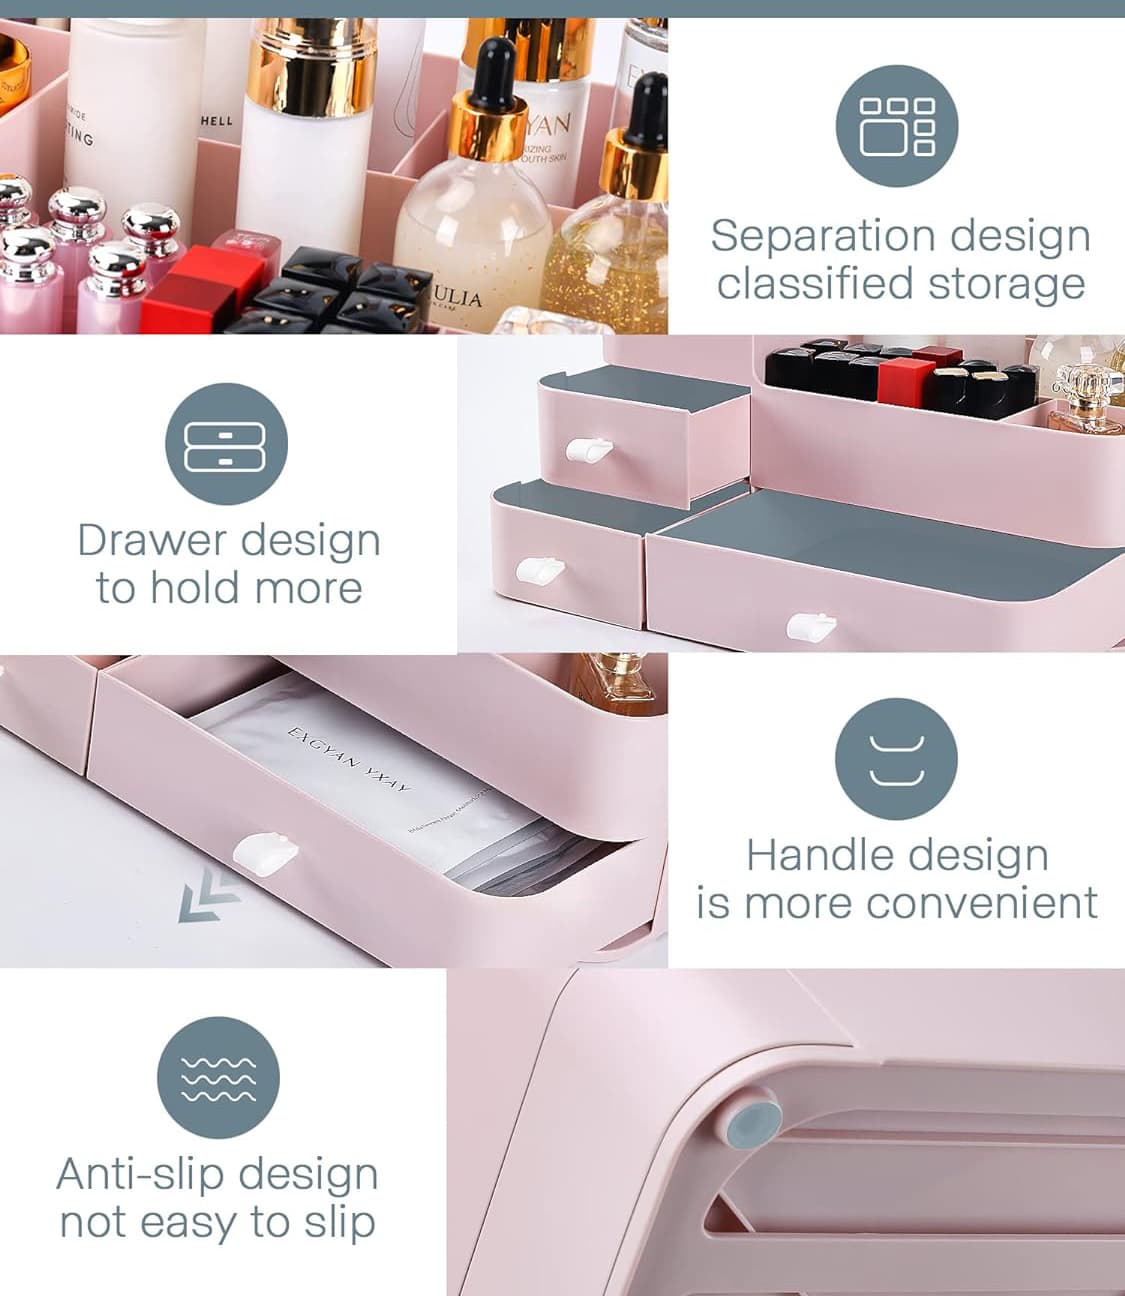 TING
HELL
YAN
OUTH SKIN
ULIA
Separation design
classified storage
Drawer design
to hold more
EXGYAN YXAY
Handle design
is more convenient
Anti-slip design
not easy to slip